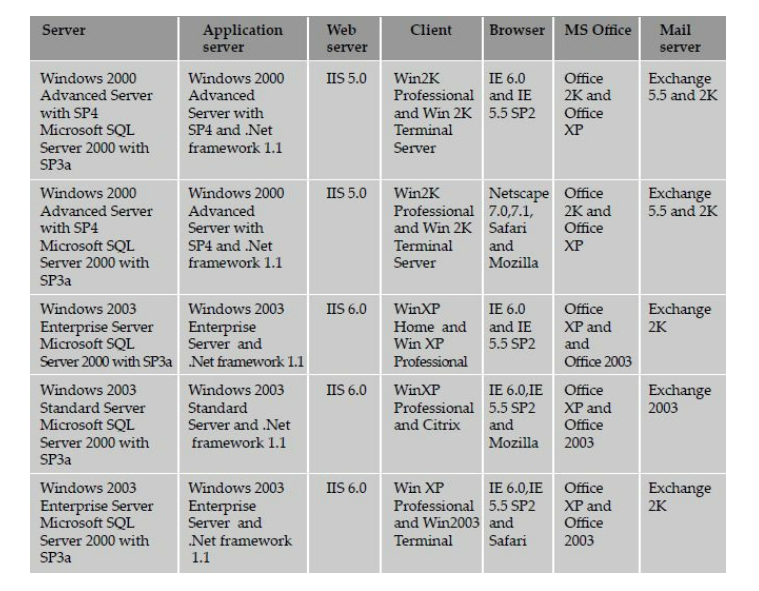 Server Application server Web server Client Browser MS Office Mail server
Windows 2000
Advanced Server
with SP4
Microsoft SQL
Server 2000 with
SP3a
Windows 2000
Advanced
Server with
SP4 and .Net
framework 1.1
IIS 5.0
Win2K
Professional
and Win 2K
Terminal
Server
IE 6.0
and IE
5.5 SP2
Office
2K and
Office
XP
Exchange
5.5 and 2K
Windows 2000
Advanced Server
with SP4
Microsoft SQL
Server 2000 with
SP3a
Windows 2000
Advanced
Server with
SP4 and .Net
framework 1.1
IIS 5.0
Win2K
Professional
and Win 2K
Terminal
Server
Netscape
7.0,7.1,
Safari
and
Mozilla
Office
2K and
Office
XP
Exchange
5.5 and 2K
Windows 2003
Enterprise Server
Microsoft SQL
Server 2000 with SP3a
Windows 2003
Enterprise
Server and
.Net framework 1.1
IIS 6.0
WinXP
Home and
Win XP
Professional
IE 6.0
and IE
5.5 SP2
Office
XP and
and
Office 2003
Exchange
2K
Windows 2003
Standard Server
Microsoft SQL
Server 2000 with
SP3a
Windows 2003
Standard
Server and .Net
framework 1.1
IIS 6.0
WinXP
Professional
and Citrix
IE 6.0,IE
5.5 SP2
and
Mozilla
Office
XP and
Office
2003
Exchange
2003
Windows 2003
Enterprise Server
Microsoft SQL
Server 2000 with
SP3a
Windows 2003
Enterprise
Server and
.Net framework
1.1
IIS 6.0
Win XP
Professional
and Win2003
Terminal
IE 6.0,IE
5.5 SP2
and
Safari
Office
XP and
Office
2003
Exchange
2K